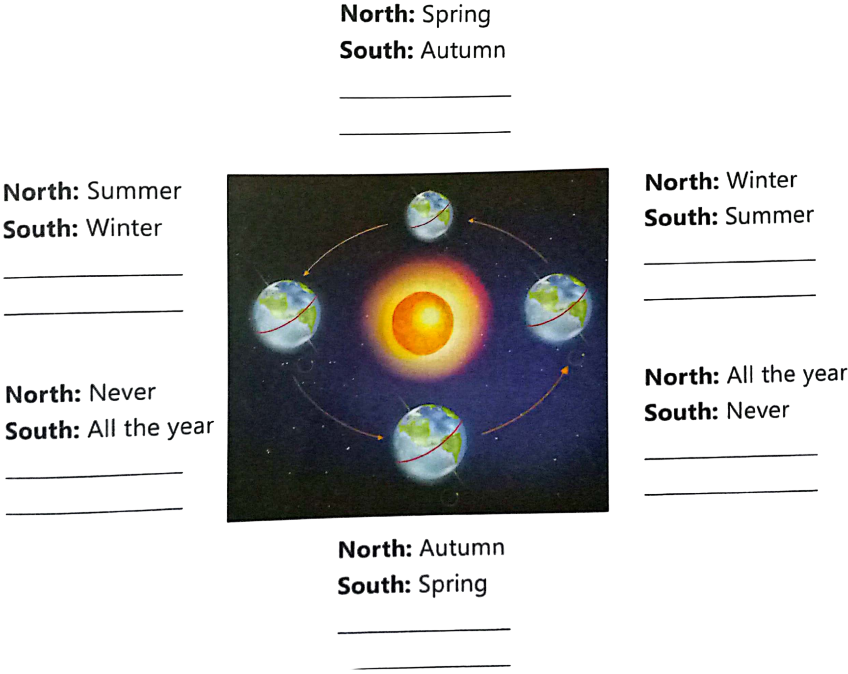 North: Spring
South: Autumn
North: Summer
South: Winter
North: Winter
South: Summer
North: Never
South: All the year
North: All the year
South: Never
North: Autumn
South: Spring